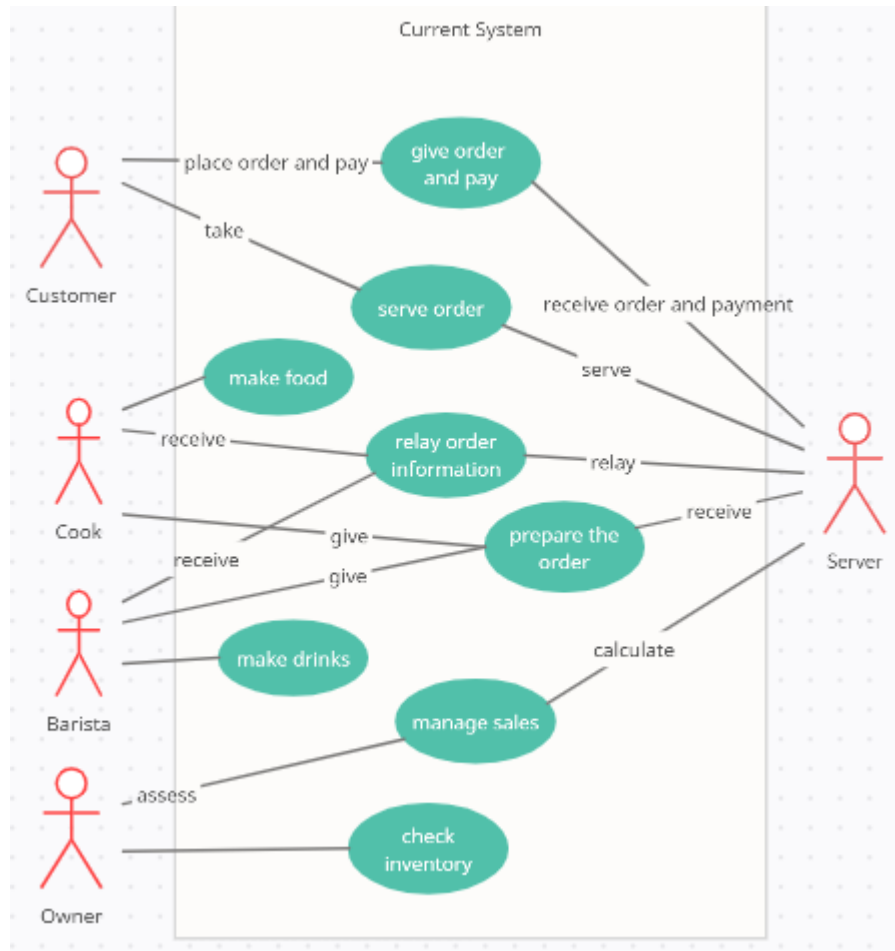 Current System
give order
and pay
place order and pay
take
Customer
receive order and payment
serve order
serve
make food
receive
relay order
information
relay
Cook
give
prepare the
order
receive
Server
receive
give
make drinks
calculate
Barista
manage sales
assess
check
inventory
Owner